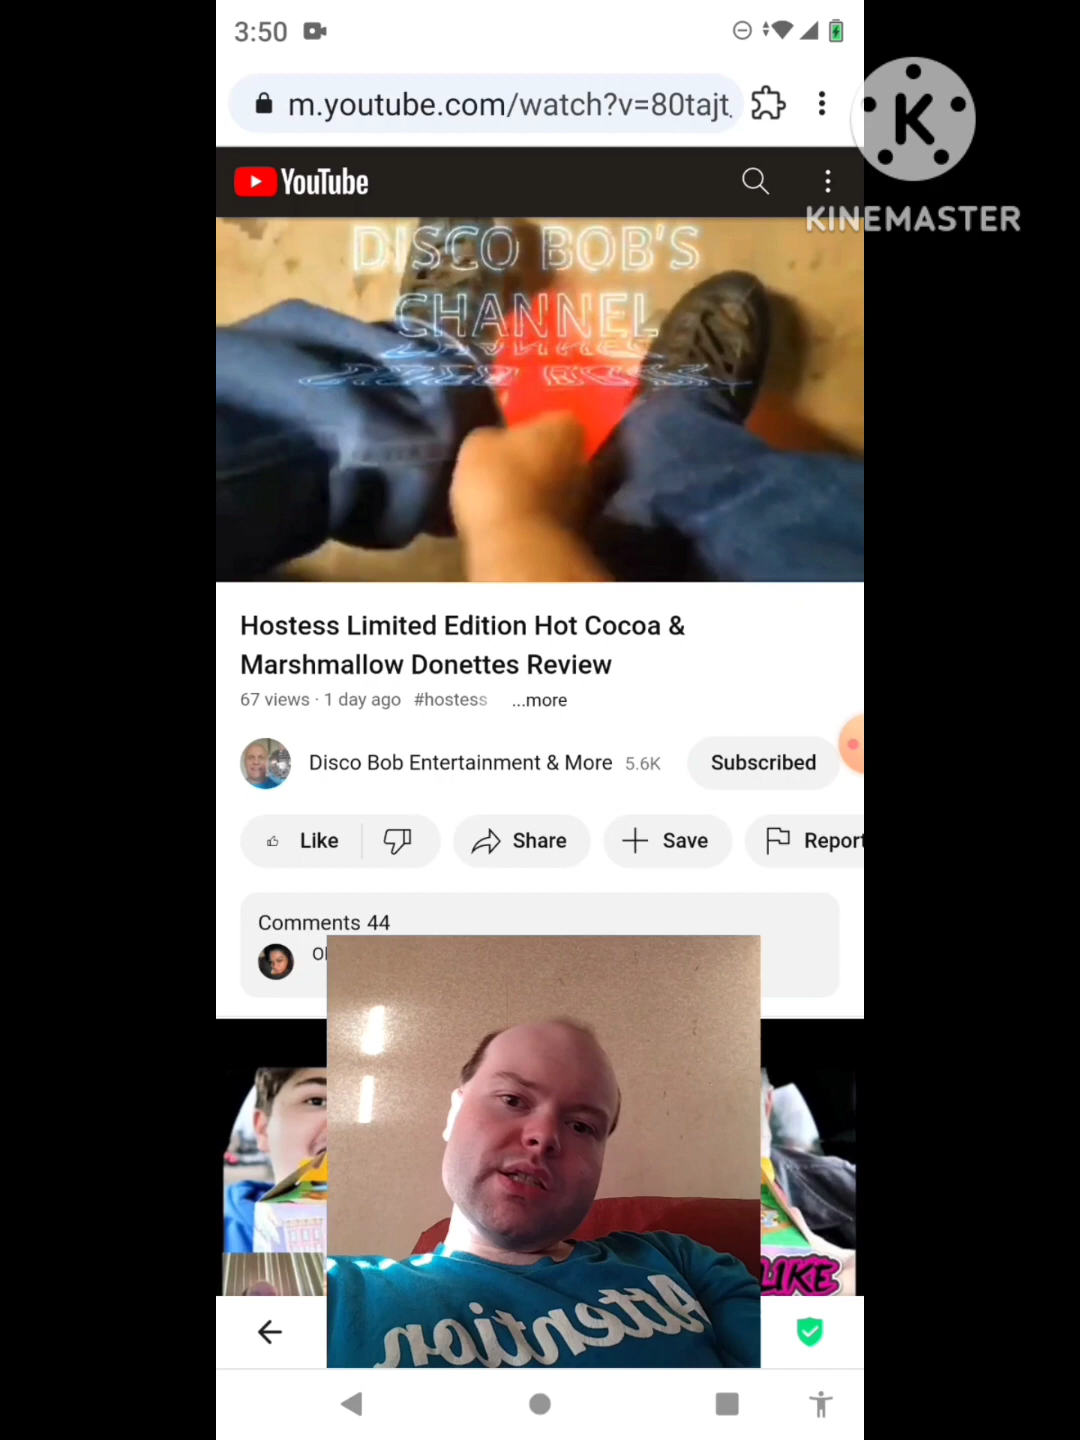 3:50
m.youtube.com/watch?v=80tajt
K
KINEMASTER
YouTube
DISCO BOB'S
CHANNEL
Hostess Limited Edition Hot Cocoa &
Marshmallow Donettes Review
67 views · 1 day ago #hostess ...more
Disco Bob Entertainment & More 5.6K Subscribed
Like Share Save Report
Comments 44
LIKE
Attention